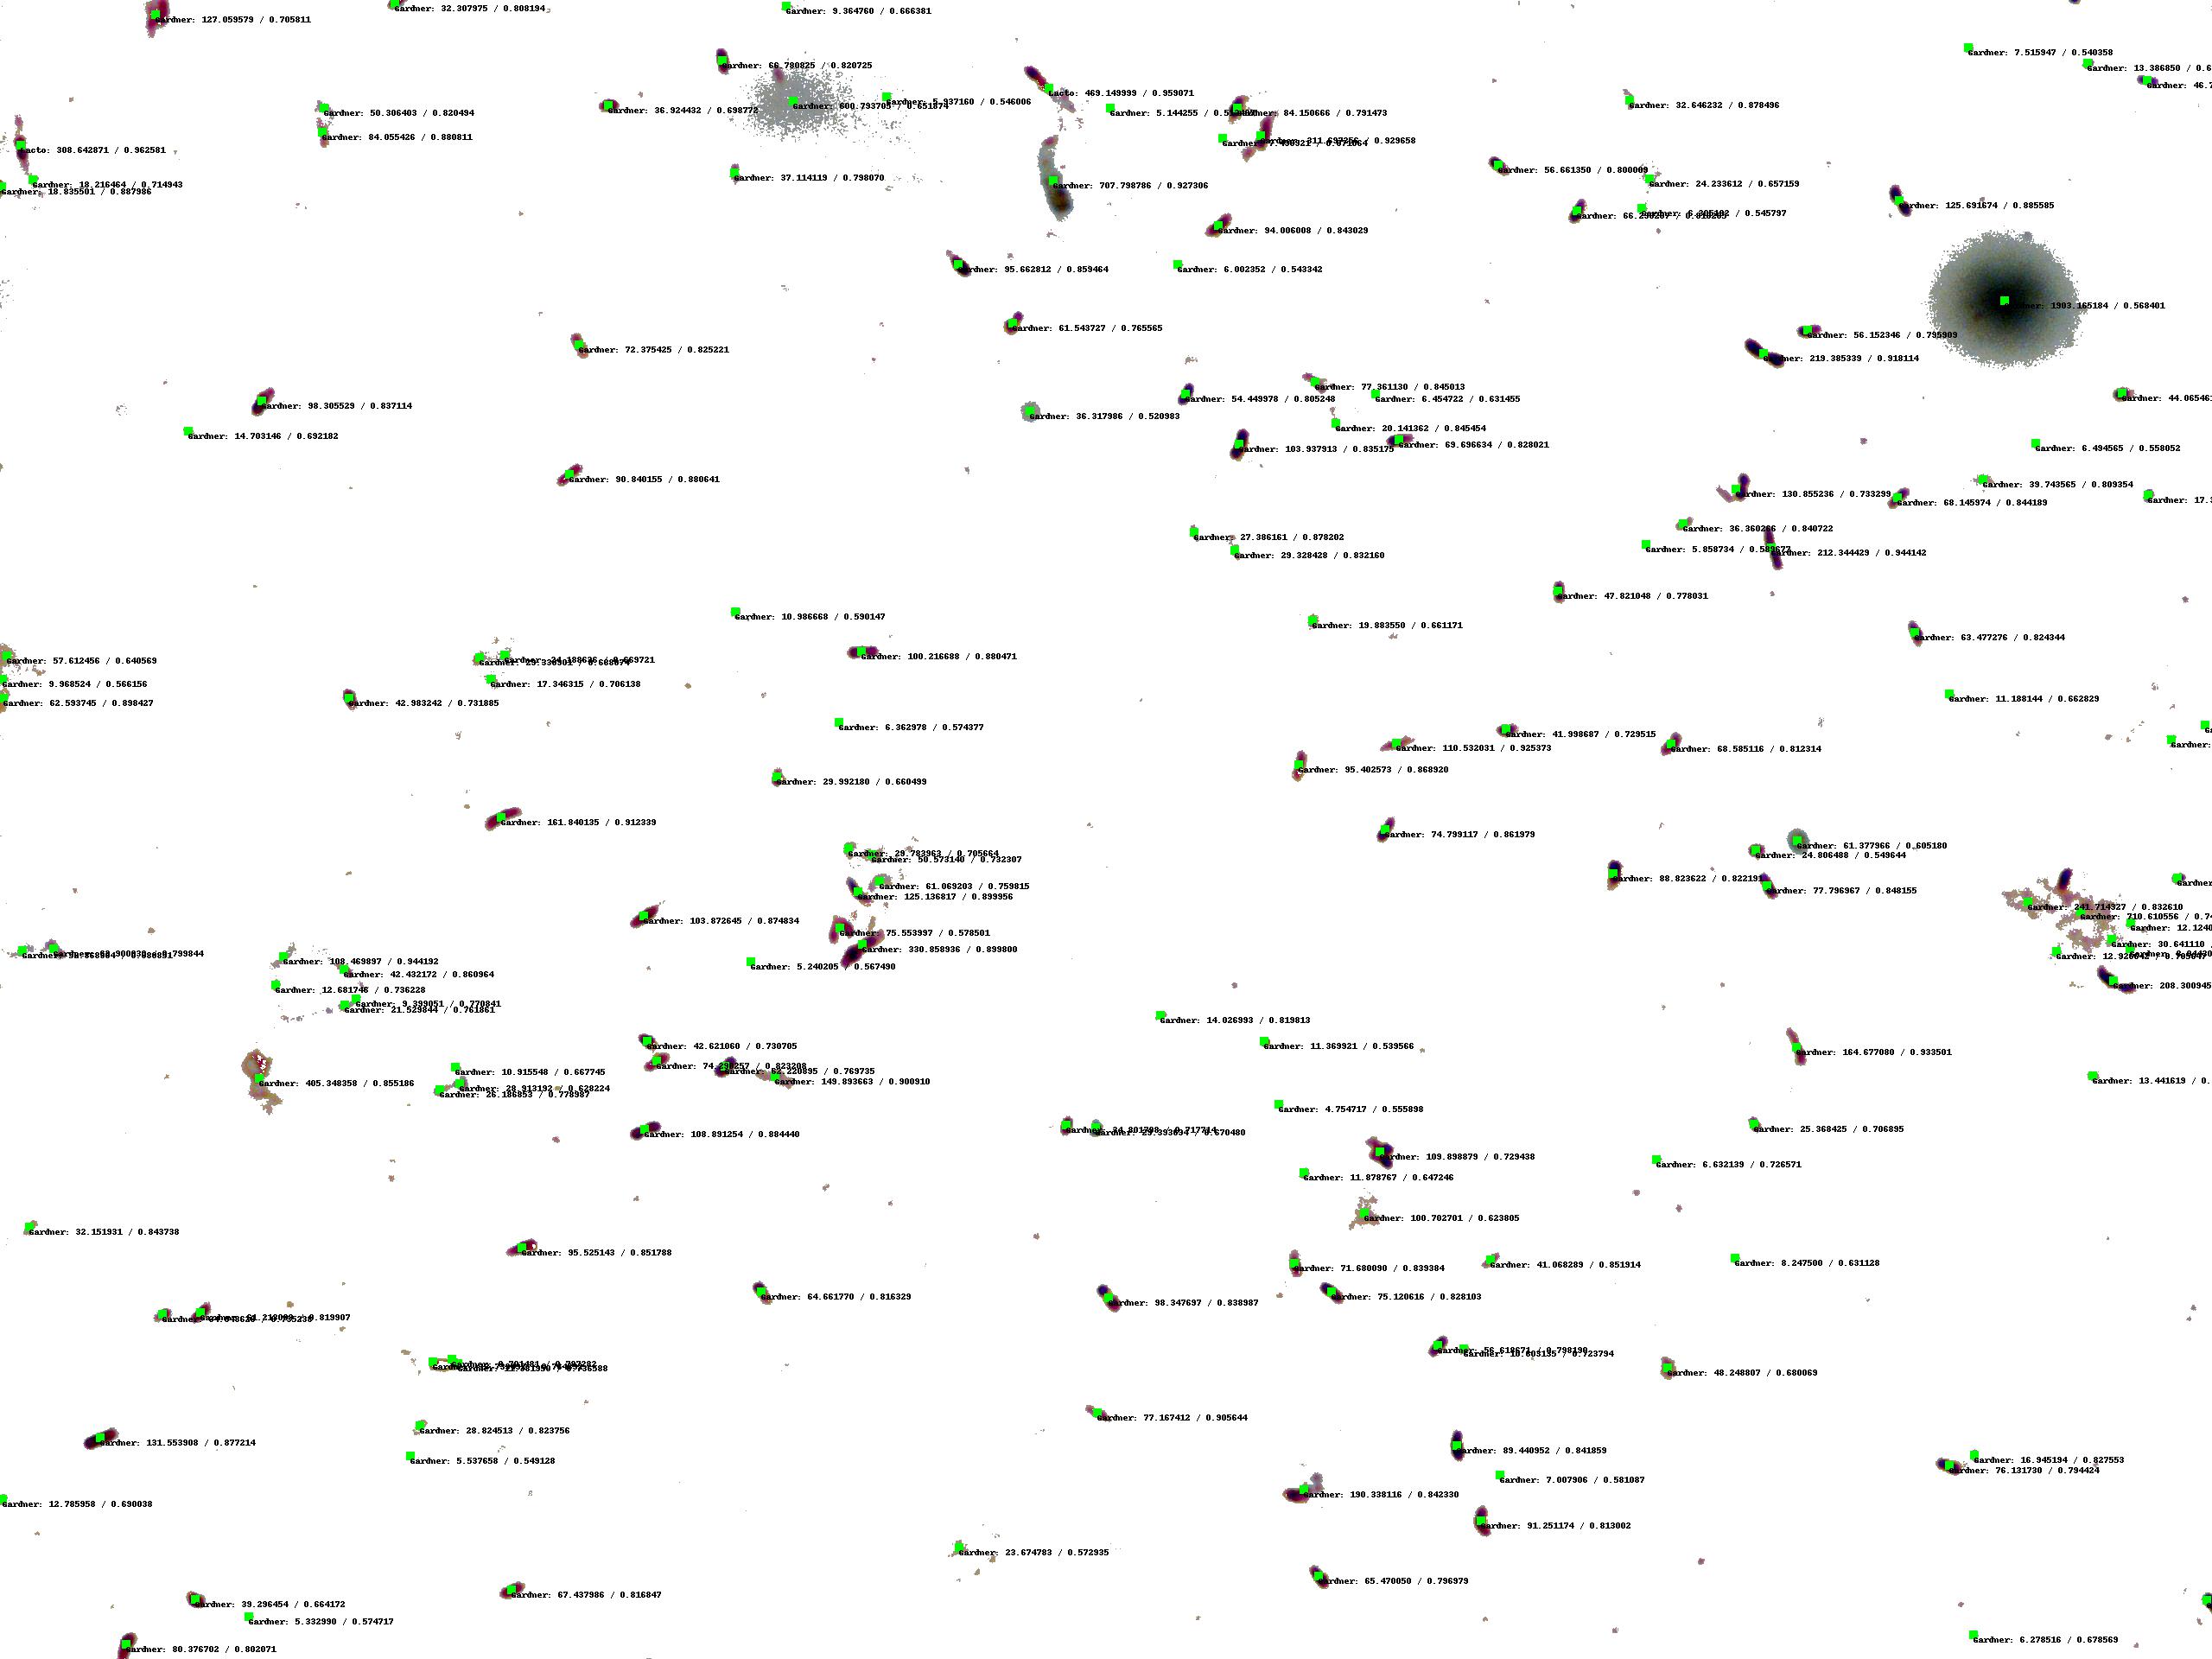 Gardner: 127.059579 / 0.705811
Gardner: 32.307975 / 0.808194
Gardner: 9.364760 / 0.666381
Gardner: 7.515947 / 0.540358
Gardner: 66.780825 / 0.820725
Gardner: 13.386850 / 0.6
Gardner: 46.7
Lacto: 469.149999 / 0.959071
Gardner: 5.937160 / 0.546006
Gardner: 600.793705 / 0.651874
Gardner: 36.924432 / 0.698772
Gardner: 32.646232 / 0.878496
Gardner: 50.306403 / 0.820494
Gardner: 5.144255
Gardner: 84.150666 / 0.791473
Gardner: 84.055426 / 0.880811
/ 0.929658
Lacto: 308.642871 / 0.962581
Gardner: 56.661350 / 0.800009
Gardner: 37.114119 / 0.798070
Gardner: 18.216464 / 0.714943
Gardner: 18.835501 / 0.887986
Gardner: 707.798786 / 0.927306
Gardner: 24.233612 / 0.657159
Gardner: 125.691674 / 0.885585
/ 0.545797
Gardner: 94.006008 / 0.843029
Gardner: 95.662812 / 0.859464
Gardner: 6.002352 / 0.543342
Gardner: 1903.165184 / 0.568401
Gardner: 61.543727 / 0.765565
Gardner: 56.152346 / 0.795909
Gardner: 72.375425 / 0.825221
Gardner: 219.385339 / 0.918114
Gardner: 77.361130 / 0.845013
Gardner: 54.449978 / 0.805248
Gardner: 6.454722 / 0.631455
Gardner: 44.065461
Gardner: 98.305529 / 0.837114
Gardner: 36.317986 / 0.520983
Gardner: 20.141362 / 0.845454
Gardner: 14.703146 / 0.692182
Gardner: 69.696634 / 0.828021
Gardner: 103.937913 / 0.835175
Gardner: 6.494565 / 0.558052
Gardner: 90.840155 / 0.880641
Gardner: 39.743565 / 0.809354
Gardner: 130.855236 / 0.733299
Gardner: 68.145974 / 0.844189
Gardner: 17.3
Gardner: 36.360266 / 0.840722
Gardner: 27.386161 / 0.878202
Gardner: 5.858734
Gardner: 212.344429 / 0.944142
Gardner: 29.328428 / 0.832160
Gardner: 47.821048 / 0.778031
Gardner: 10.986668 / 0.590147
Gardner: 19.883550 / 0.661171
Gardner: 63.477276 / 0.824344
Gardner: 57.612456 / 0.640569
Gardner: 24.188636 / 0.669721
Gardner: 100.216688 / 0.880471
Gardner: 9.968524 / 0.566156
Gardner: 17.346315 / 0.706138
Gardner: 62.593745 / 0.898427
Gardner: 42.983242 / 0.731885
Gardner: 11.188144 / 0.662829
Gardner: 6.362978 / 0.574377
Gardner: 41.998687 / 0.729515
Gardner:
Gardner: 110.532031 / 0.925373
Gardner: 68.585116 / 0.812314
Gardner: 95.402573 / 0.868920
Gardner: 29.992180 / 0.660499
Gardner: 161.840135 / 0.912339
Gardner: 74.799117 / 0.861979
Gardner: 61.377966 / 0.605180
Gardner: 29.783963 / 0.705664
Gardner: 24.806488 / 0.549644
Gardner: 50.573140 / 0.732307
Gardner: 88.823622 / 0.822191
Gardner:
Gardner: 61.069203 / 0.759815
Gardner: 77.796967 / 0.848155
Gardner: 125.136817 / 0.899956
Gardner: 241.714327 / 0.832610
Gardner: 710.610556 / 0.74
Gardner: 103.872645 / 0.874834
Gardner: 12.1240
Gardner: 75.553997 / 0.578501
Gardner: 30.641110 /
Gardner: 330.858936 / 0.899800
/ 0.799844
Gardner: 108.469897 / 0.944192
Gardner: 5.240205 / 0.567490
Gardner: 42.432172 / 0.860964
Gardner: 208.300945
Gardner: 12.681746 / 0.736228
Gardner: 9.399051 / 0.770841
Gardner: 21.529844 / 0.761861
Gardner: 14.026993 / 0.819813
Gardner: 42.621060 / 0.730705
Gardner: 11.369921 / 0.539566
Gardner: 164.677080 / 0.933501
Gardner: 62.220895 / 0.769735
Gardner: 10.915548 / 0.667745
Gardner: 405.348358 / 0.855186
Gardner: 149.893663 / 0.900910
Gardner: 13.441619 / 0.
Gardner: 28.913192 / 0.628224
Gardner: 26.186853 / 0.778987
Gardner: 4.754717 / 0.555898
Gardner: 25.368425 / 0.706895
Gardner: 108.891254 / 0.884440
Gardner: 29.393694 / 0.670480
Gardner: 109.898879 / 0.729438
Gardner: 6.632139 / 0.726571
Gardner: 11.878767 / 0.647246
Gardner: 100.702701 / 0.623805
Gardner: 32.151931 / 0.843738
Gardner: 95.525143 / 0.851788
Gardner: 8.247500 / 0.631128
Gardner: 41.068289 / 0.851914
Gardner: 71.680090 / 0.839384
Gardner: 64.661770 / 0.816329
Gardner: 75.120616 / 0.828103
Gardner: 98.347697 / 0.838987
/ 0.819907
Gardner: 56.618671 / 0.798190
Gardner: 10.603135 / 0.723794
Gardner: 48.248807 / 0.680069
Gardner: 77.167412 / 0.905644
Gardner: 28.824513 / 0.823756
Gardner: 131.553908 / 0.877214
Gardner: 89.440952 / 0.841859
Gardner: 5.537658 / 0.549128
Gardner: 16.945194 / 0.827553
Gardner: 76.131730 / 0.794424
Gardner: 7.007906 / 0.581087
Gardner: 190.338116 / 0.842330
Gardner: 12.785958 / 0.690038
Gardner: 91.251174 / 0.813002
Gardner: 23.674783 / 0.572935
Gardner: 65.470050 / 0.796979
Gardner: 67.437986 / 0.816847
Gardner: 39.296454 / 0.664172
Gardner: 5.332990 / 0.574717
Gardner: 6.278516 / 0.678569
Gardner: 80.376702 / 0.802071